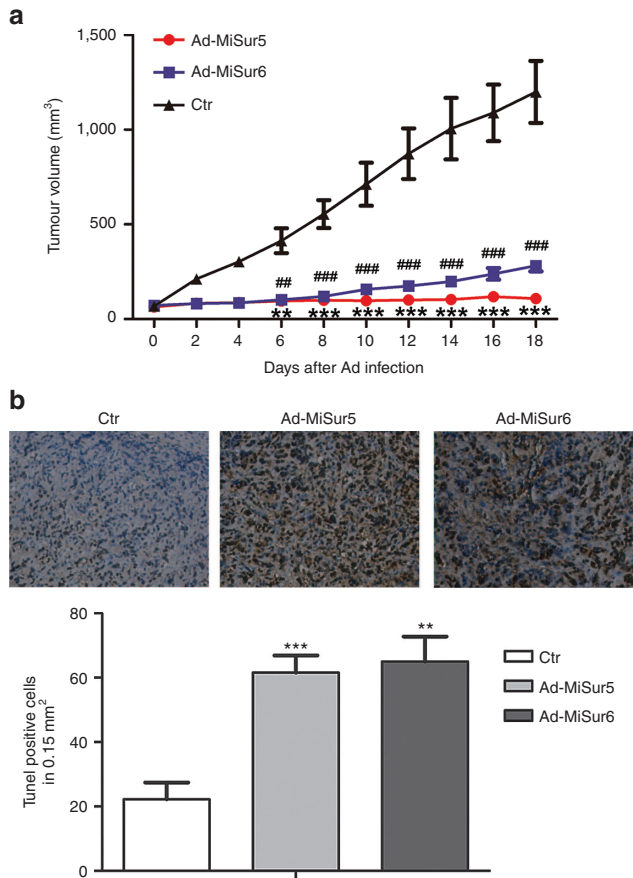 a
Ad-MiSur5
Ad-MiSur6
Ctr
Tumour volume (mm³)
1,500
1,000
500
0
## ### ### ### ### ### ###
** *** *** *** *** *** ***
0 2 4 6 8 10 12 14 16 18
Days after Ad infection
b
Ctr Ad-MiSur5 Ad-MiSur6
Tunel positive cells
in 0.15 mm²
80
60
40
20
0
*** **
Ctr
Ad-MiSur5
Ad-MiSur6